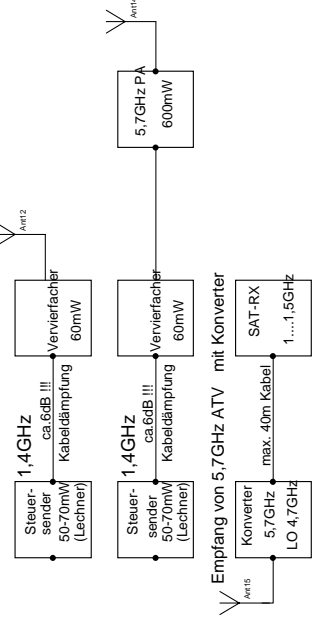 Ant12
1,4GHz
Steuer-
sender
50-70mW
(Lechner)
ca.6dB !!!
Kabeldämpfung
Vervierfacher
60mW
Ant14
1,4GHz
Steuer-
sender
50-70mW
(Lechner)
ca.6dB !!!
Kabeldämpfung
Vervierfacher
60mW
5,7GHz PA
600mW
Empfang von 5,7GHz ATV mit Konverter
Ant15
Konverter
5,7GHz
LO 4,7GHz
max. 40m Kabel
SAT-RX
1....1,5GHz